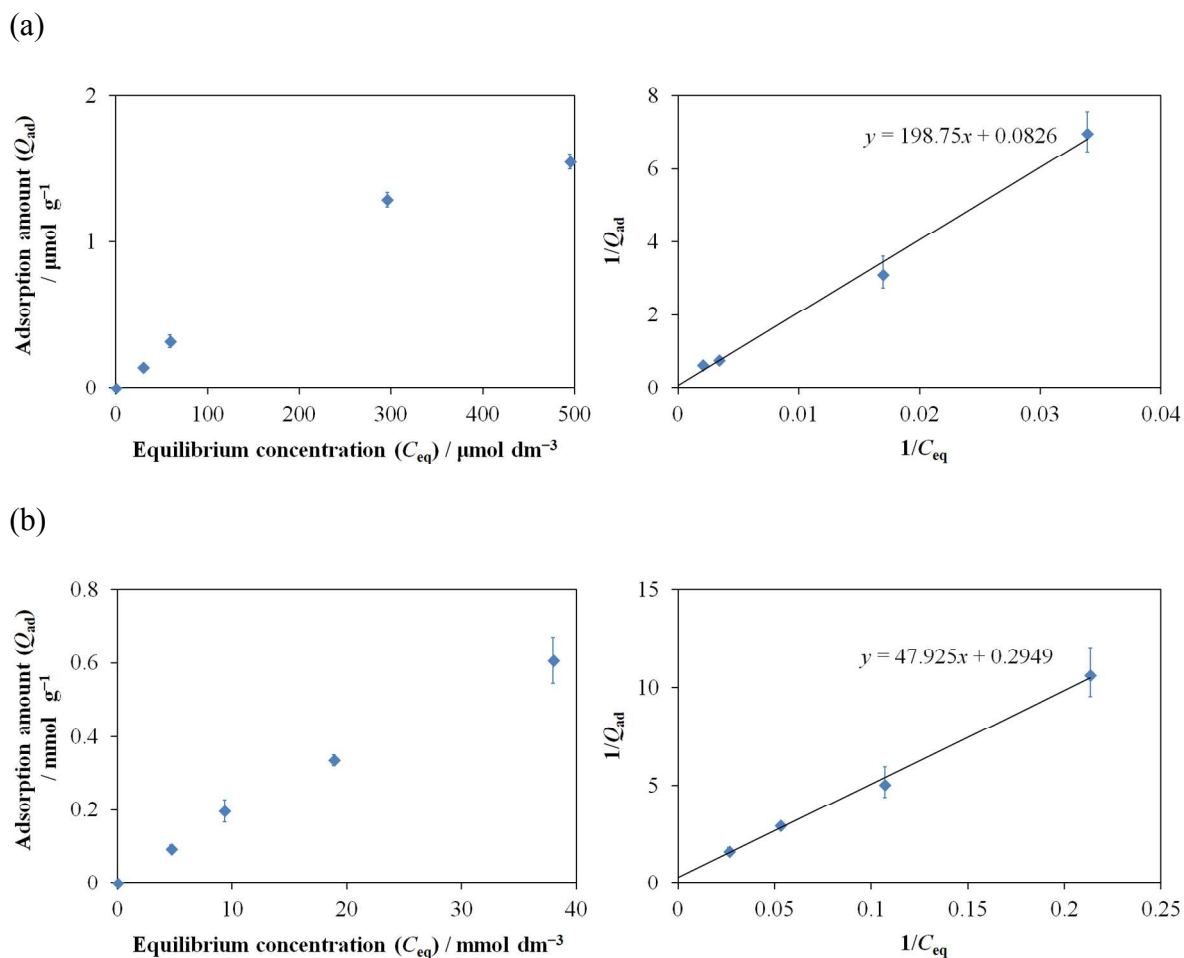 (a)
Adsorption amount (Qad)
/ μmol g⁻¹
2
1
0
0 100 200 300 400 500
Equilibrium concentration (Ceq) / μmol dm⁻³
1/Qad
8
6
4
2
0
y = 198.75x + 0.0826
0 0.01 0.02 0.03 0.04
1/Ceq
(b)
Adsorption amount (Qad)
/ mmol g⁻¹
0.8
0.6
0.4
0.2
0
0 10 20 30 40
Equilibrium concentration (Ceq) / mmol dm⁻³
1/Qad
15
10
5
0
y = 47.925x + 0.2949
0 0.05 0.1 0.15 0.2 0.25
1/Ceq